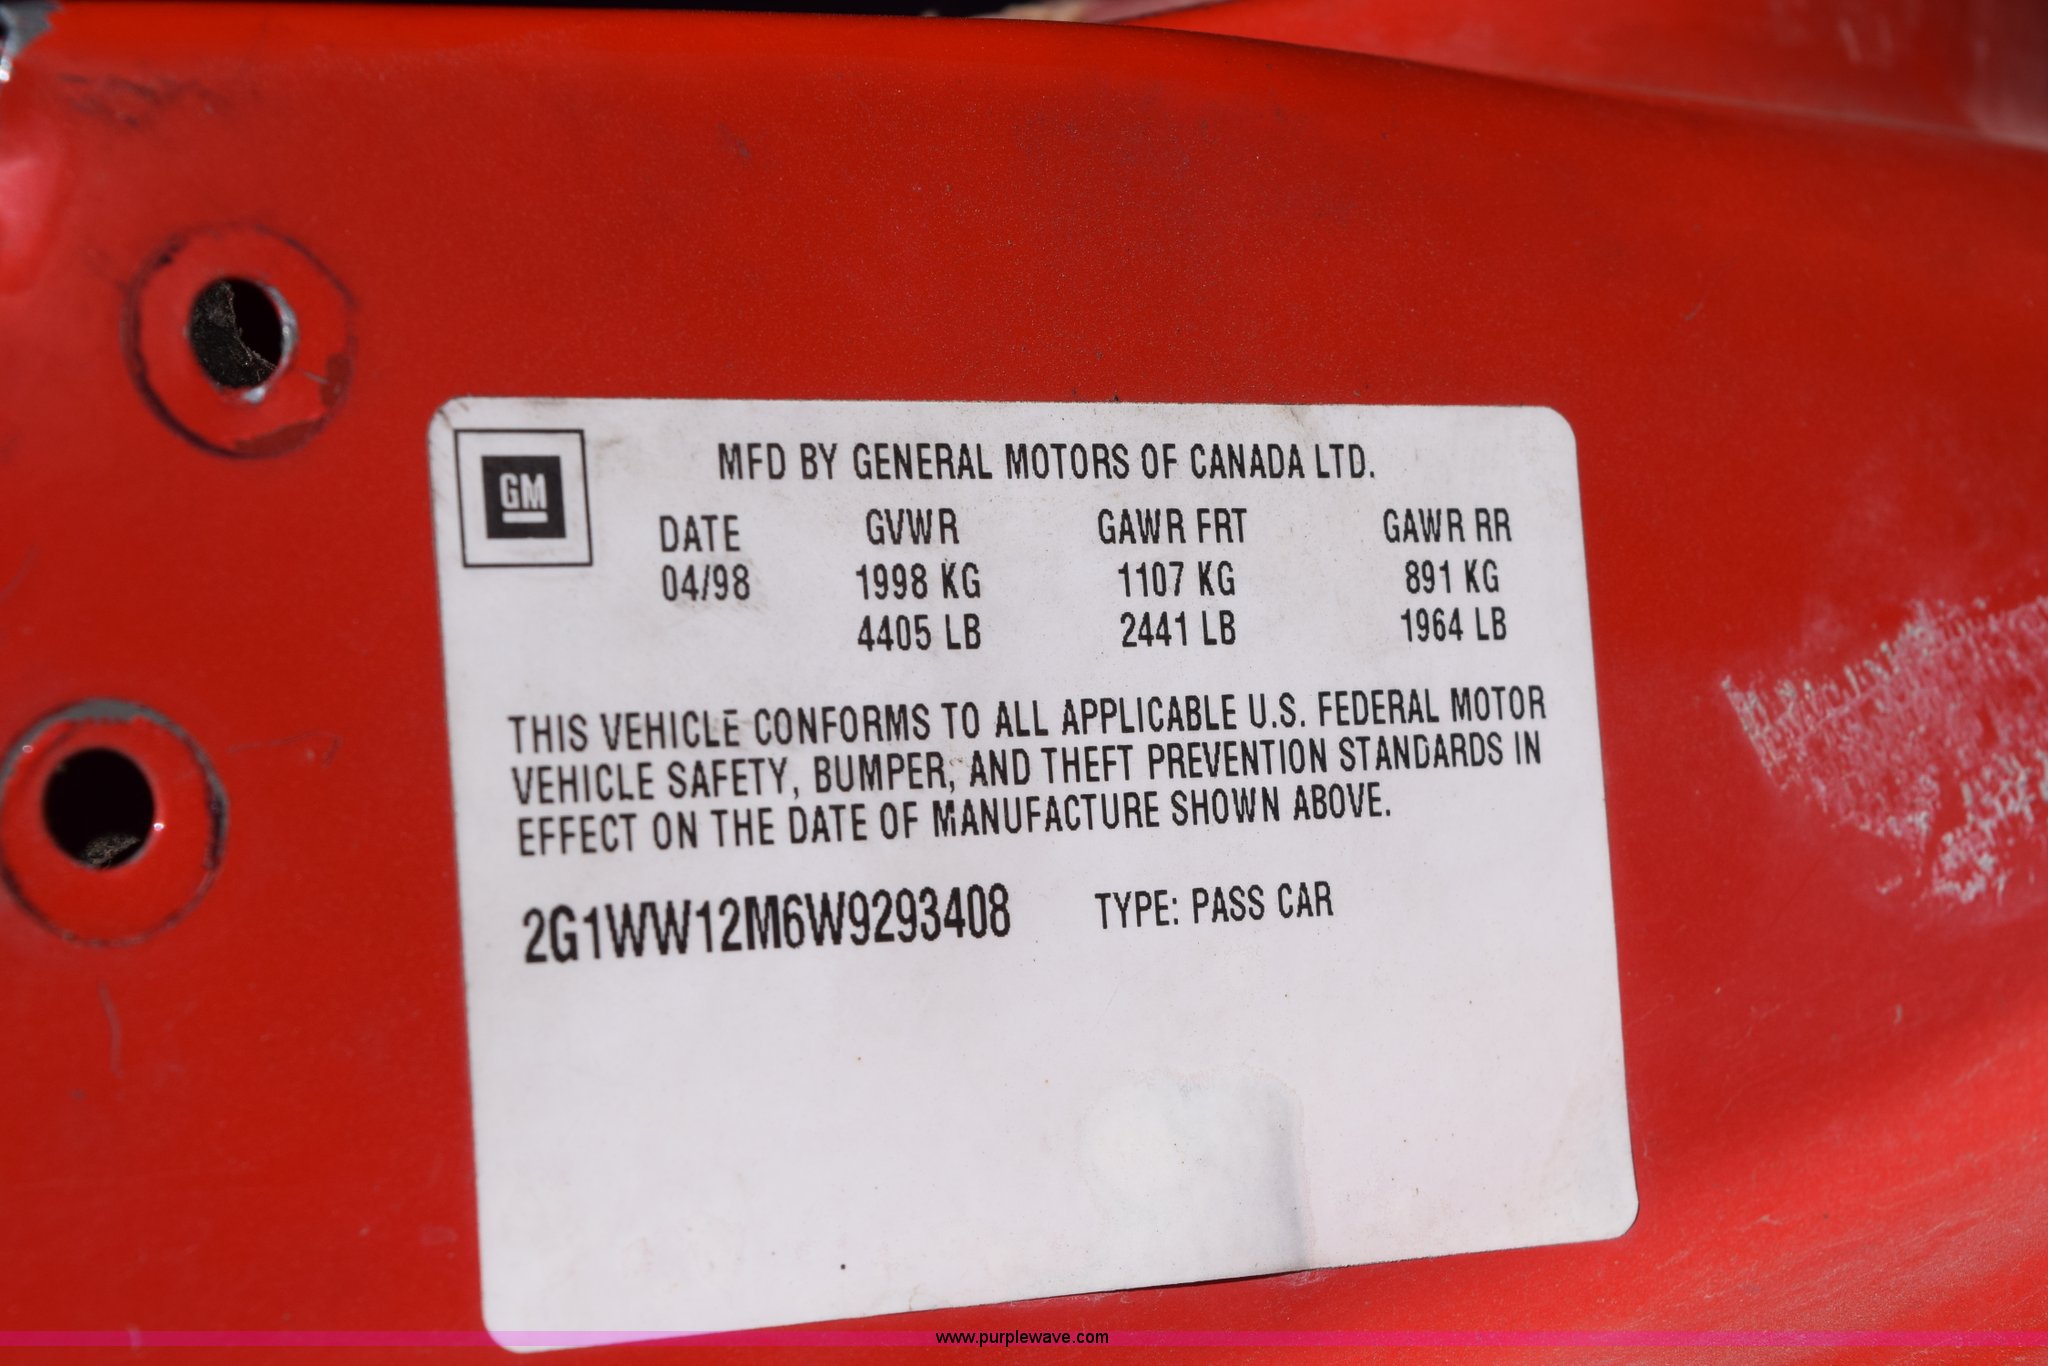 GM
MFD BY GENERAL MOTORS OF CANADA LTD.
DATE GVWR GAWR FRT GAWR RR
04/98 1998 KG 1107 KG 891 KG
4405 LB 2441 LB 1964 LB
THIS VEHICLE CONFORMS TO ALL APPLICABLE U.S. FEDERAL MOTOR
VEHICLE SAFETY, BUMPER, AND THEFT PREVENTION STANDARDS IN
EFFECT ON THE DATE OF MANUFACTURE SHOWN ABOVE.
2G1WW12M6W9293408 TYPE: PASS CAR
www.purplewave.com